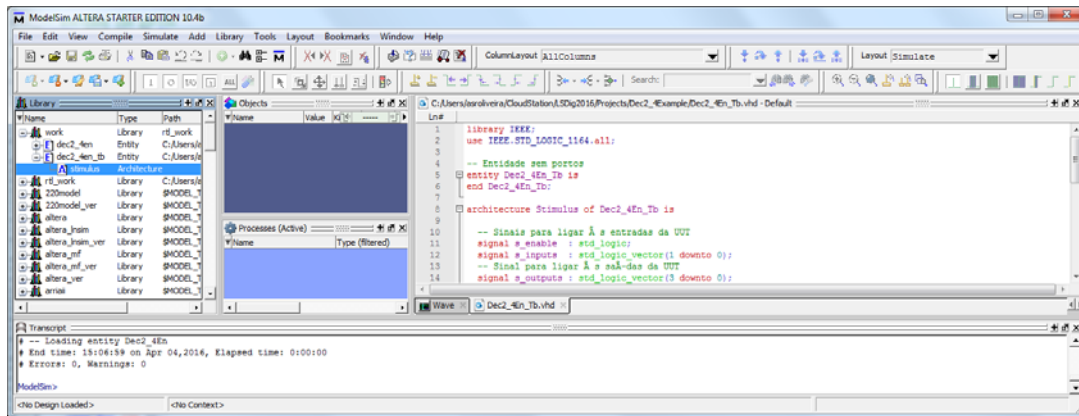 ModelSim ALTERA STARTER EDITION 10.4b
File Edit View Compile Simulate Add Library Tools Layout Bookmarks Window Help
ColumnLayout AllColumns
Layout Simulate
Search:
Library
Name Type Path
work Library rtl_work
dec2_4en Entity C:/Users/a
dec2_4en_tb Entity C:/Users/a
stimulus Architecture
rtl_work Library C:/Users/a
220model Library $MODEL_T
220model_ver Library $MODEL_T
altera Library $MODEL_T
altera_lnsim Library $MODEL_T
altera_lnsim_ver Library $MODEL_T
altera_mf Library $MODEL_T
altera_mf_ver Library $MODEL_T
altera_ver Library $MODEL_T
arriaii Library $MODEL_T
Objects
Name Value
Processes (Active)
Name Type (filtered)
C:/Users/asroliveira/CloudStation/LSDig2016/Projects/Dec2_4Example/Dec2_4En_Tb.vhd - Default
Ln#
1 library IEEE;
2 use IEEE.STD_LOGIC_1164.all;
3
4 -- Entidade sem portos
5 entity Dec2_4En_Tb is
6 end Dec2_4En_Tb;
7
8 architecture Stimulus of Dec2_4En_Tb is
9
10 -- Sinais para ligar Ã s entradas da UUT
11 signal s_enable : std_logic;
12 signal s_inputs : std_logic_vector(1 downto 0);
13 -- Sinal para ligar Ã s saÃ­das da UUT
14 signal s_outputs : std_logic_vector(3 downto 0);
Wave Dec2_4En_Tb.vhd
Transcript
# -- Loading entity Dec2_4En
# End time: 15:06:59 on Apr 04,2016, Elapsed time: 0:00:00
# Errors: 0, Warnings: 0
ModelSim>
<No Design Loaded> <No Context>